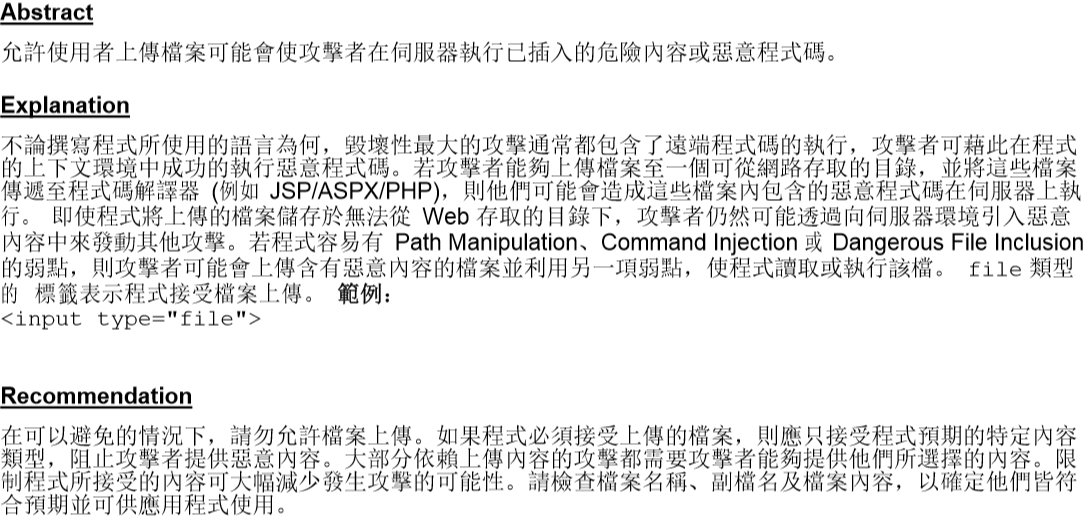 Abstract
允許使用者上傳檔案可能會使攻擊者在伺服器執行已插入的危險內容或惡意程式碼。
Explanation
不論撰寫程式所使用的語言為何，毀壞性最大的攻擊通常都包含了遠端程式碼的執行，攻擊者可藉此在程式
的上下文環境中成功的執行惡意程式碼。若攻擊者能夠上傳檔案至一個可從網路存取的目錄，並將這些檔案
傳遞至程式碼解譯器 (例如 JSP/ASPX/PHP)，則他們可能會造成這些檔案內包含的惡意程式碼在伺服器上執
行。 即使程式將上傳的檔案儲存於無法從 Web 存取的目錄下，攻擊者仍然可能透過向伺服器環境引入惡意
內容中來發動其他攻擊。若程式容易有 Path Manipulation、Command Injection 或 Dangerous File Inclusion
的弱點，則攻擊者可能會上傳含有惡意內容的檔案並利用另一項弱點，使程式讀取或執行該檔。 file 類型
的 標籤表示程式接受檔案上傳。 範例：
<input type="file">
Recommendation
在可以避免的情況下，請勿允許檔案上傳。如果程式必須接受上傳的檔案，則應只接受程式預期的特定內容
類型，阻止攻擊者提供惡意內容。大部分依賴上傳內容的攻擊都需要攻擊者能夠提供他們所選擇的內容。限
制程式所接受的內容可大幅減少發生攻擊的可能性。請檢查檔案名稱、副檔名及檔案內容，以確定他們皆符
合預期並可供應用程式使用。